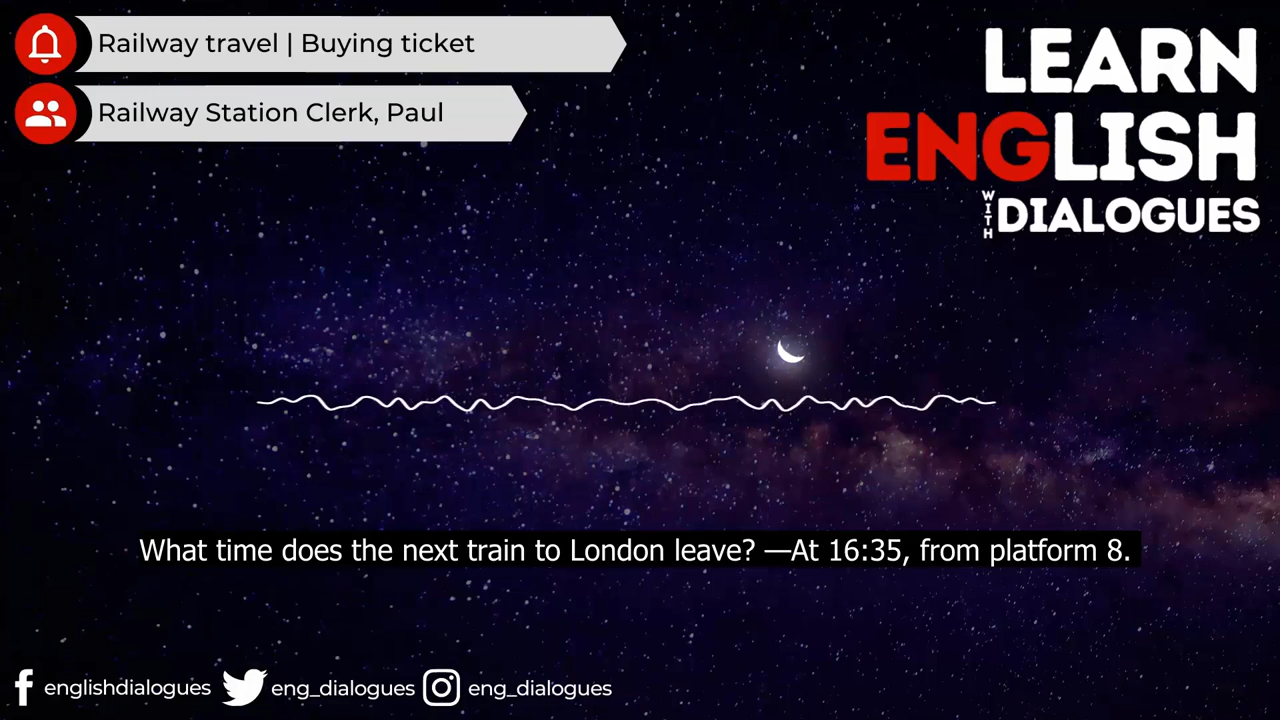 Railway travel | Buying ticket
Railway Station Clerk, Paul
LEARN
ENGLISH
WITH DIALOGUES
What time does the next train to London leave? —At 16:35, from platform 8.
englishdialogues eng_dialogues eng_dialogues